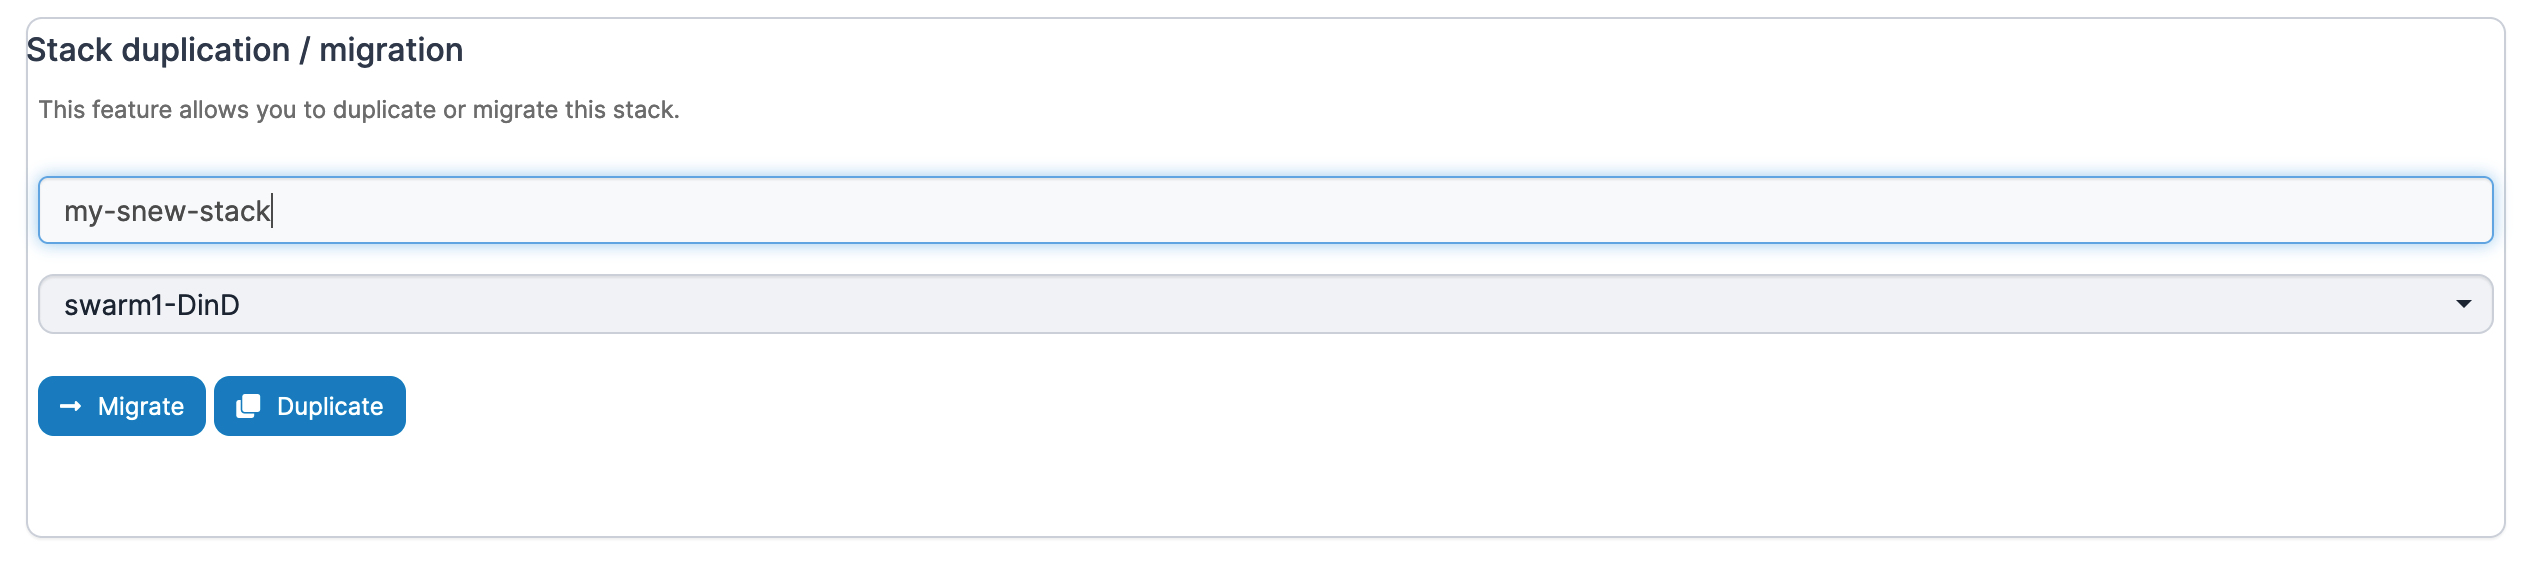 Stack duplication / migration
This feature allows you to duplicate or migrate this stack.
my-snew-stack
swarm1-DinD
Migrate Duplicate